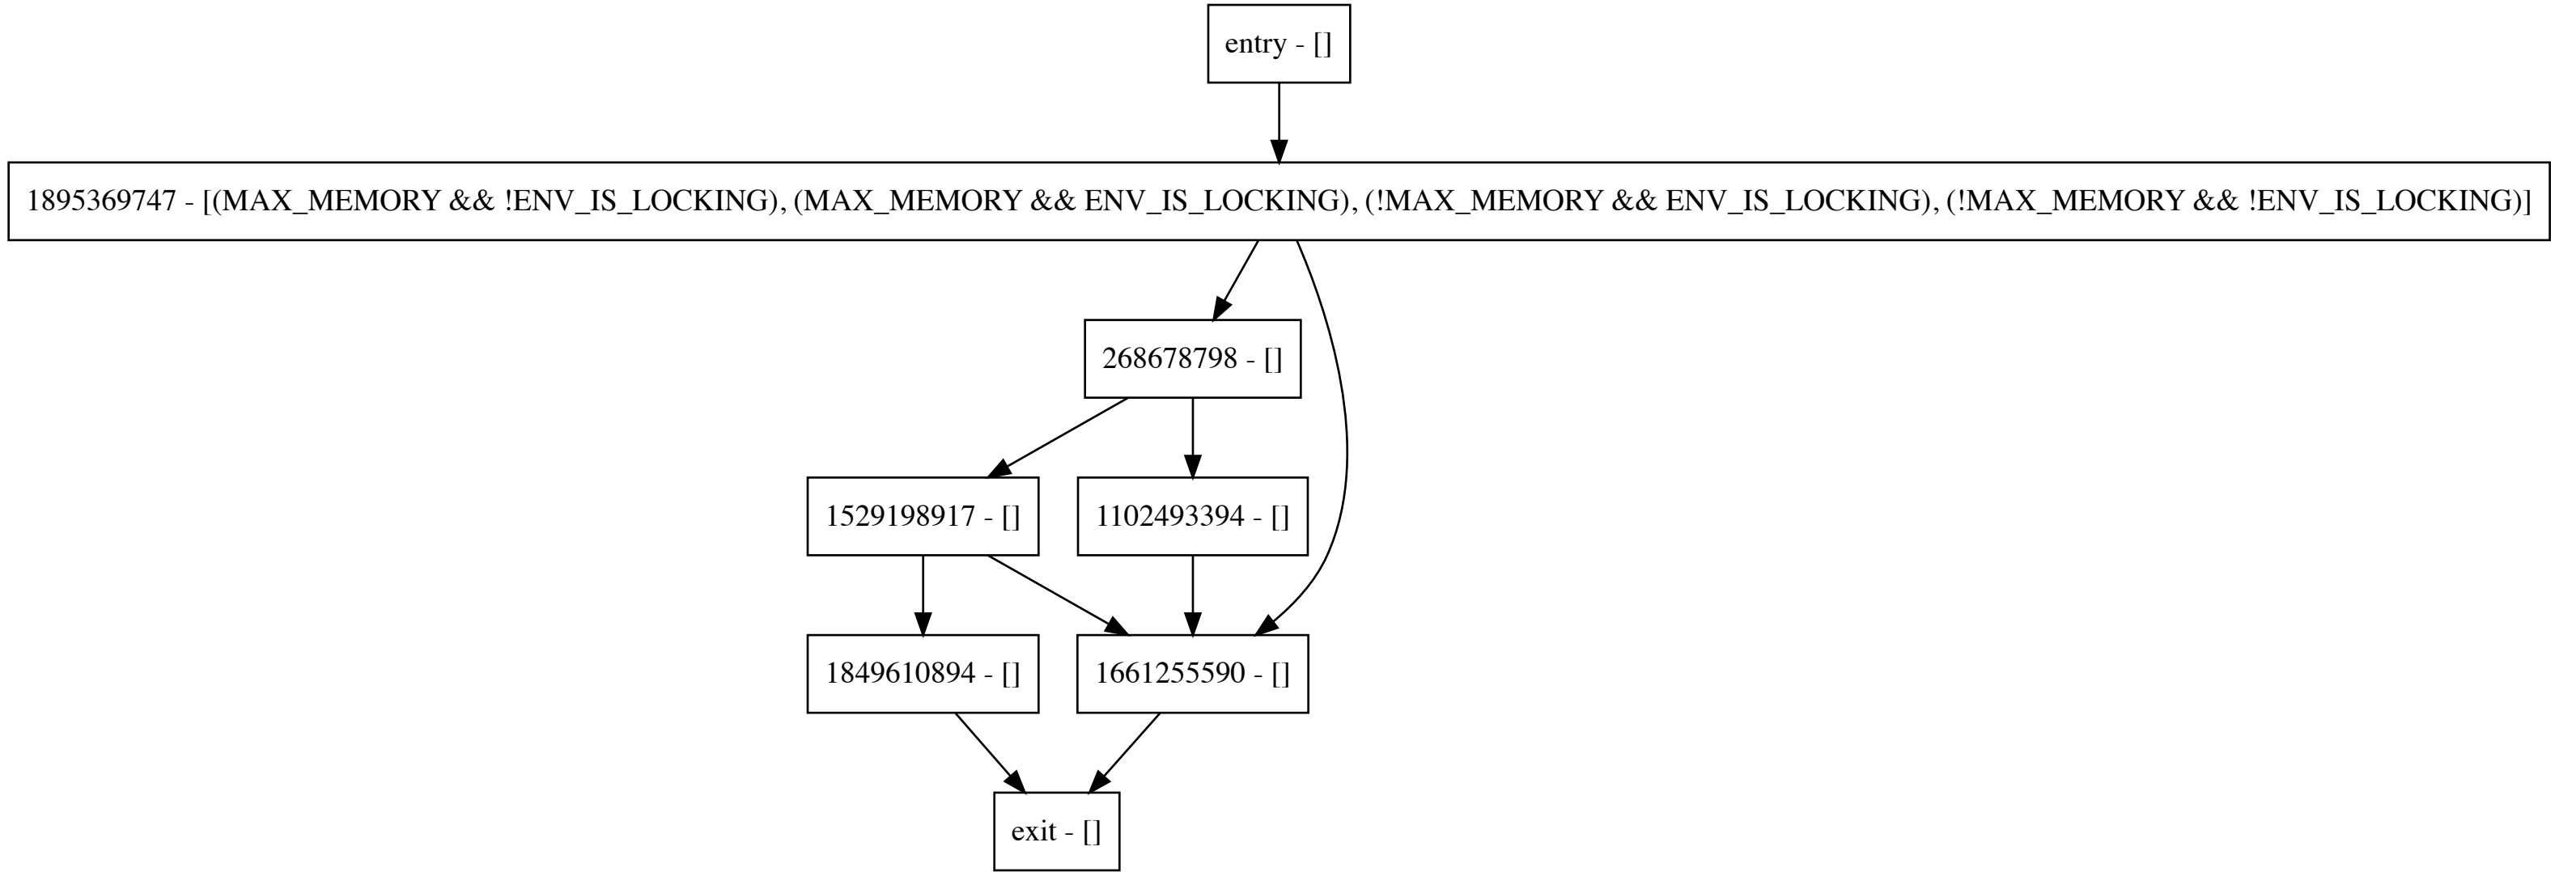 entry - []
1895369747 - [(MAX_MEMORY && !ENV_IS_LOCKING), (MAX_MEMORY && ENV_IS_LOCKING), (!MAX_MEMORY && ENV_IS_LOCKING), (!MAX_MEMORY && !ENV_IS_LOCKING)]
268678798 - []
1529198917 - []
1102493394 - []
1849610894 - []
1661255590 - []
exit - []